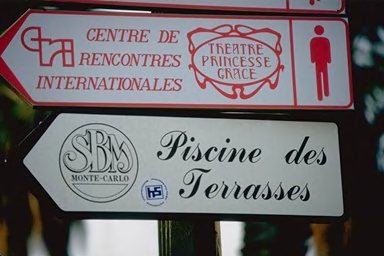 CENTRE DE
RENCONTRES
INTERNATIONALES
THEATRE
PRINCESSE
GRACE
SBM
MONTE-CARLO
Piscine des
Terrasses